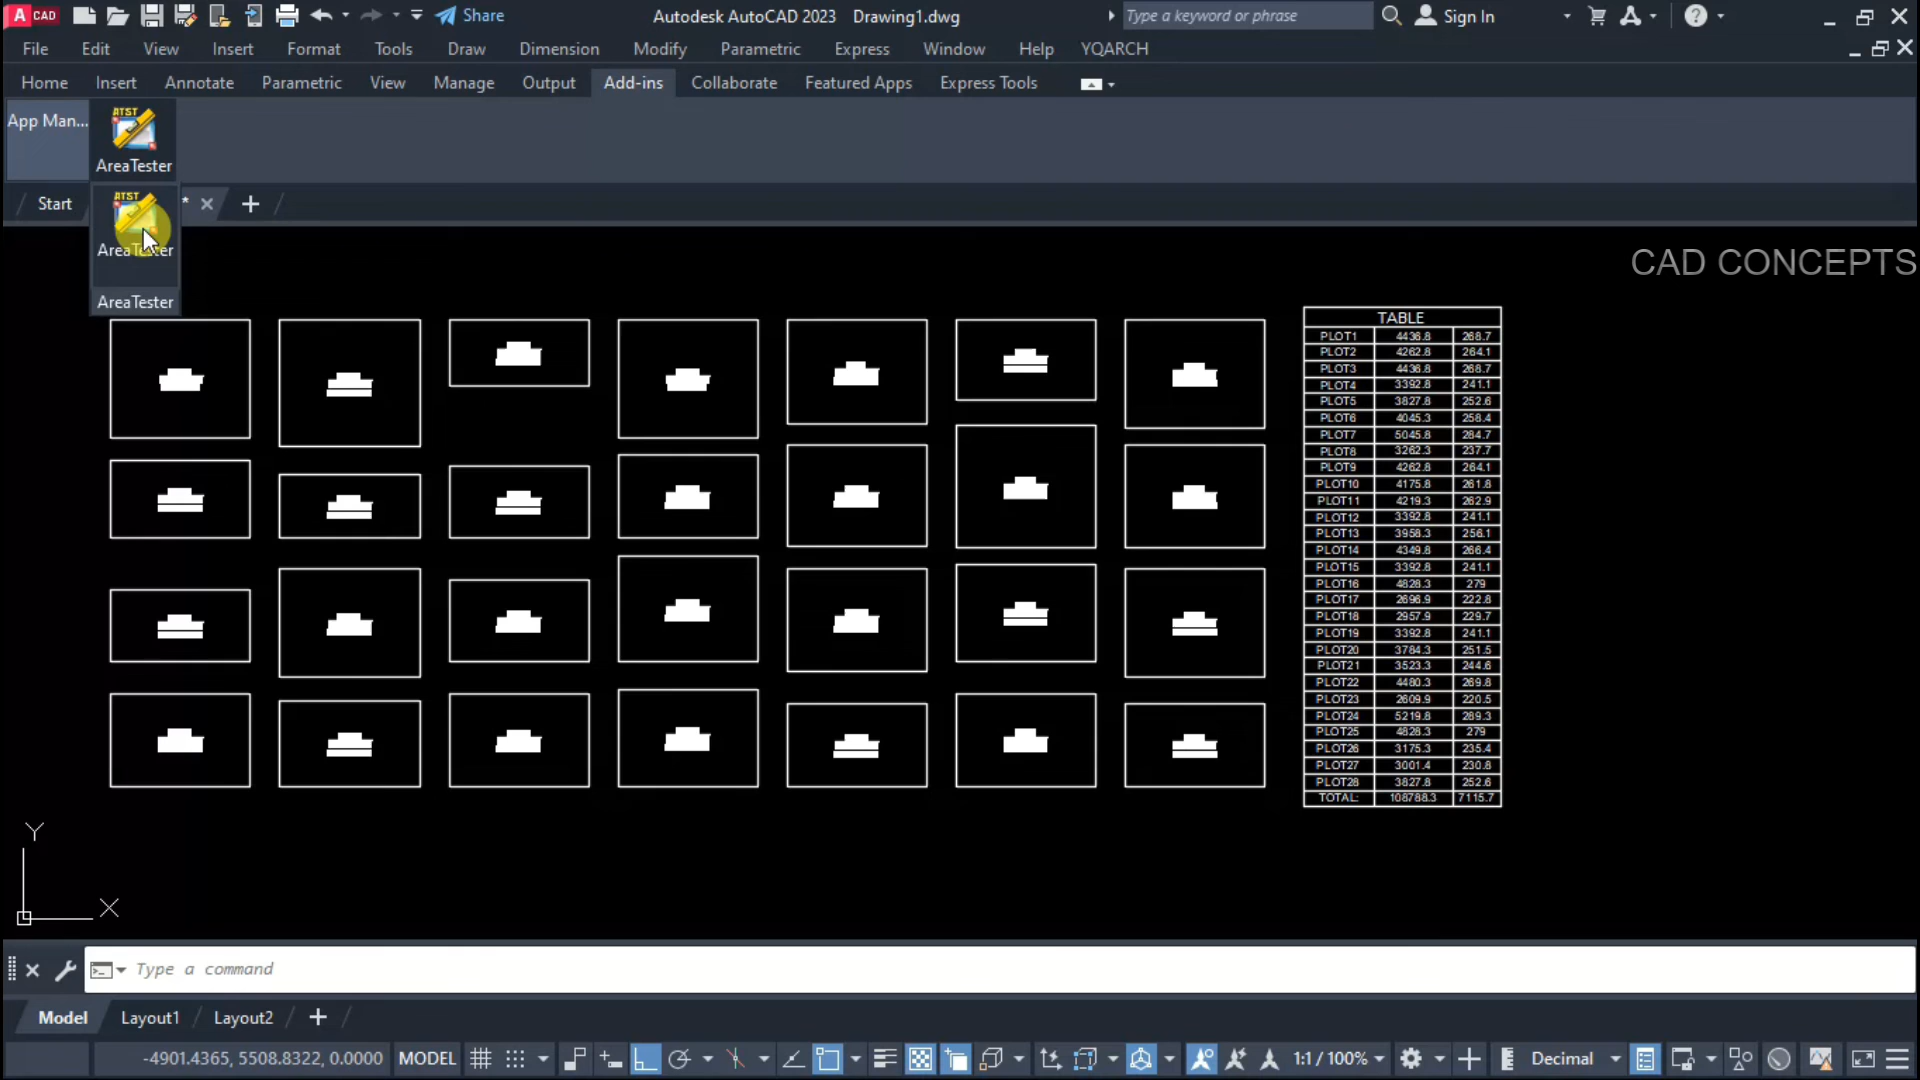 A CAD
Share
Autodesk AutoCAD 2023 Drawing1.dwg
Type a keyword or phrase
Sign In
File Edit View Insert Format Tools Draw Dimension Modify Parametric Express Window Help YQARCH
Home Insert Annotate Parametric View Manage Output Add-ins Collaborate Featured Apps Express Tools
App Man...
ATST
AreaTester
Start
*
ATST
AreaTester
AreaTester
CAD CONCEPTS
TABLE
PLOT1 4436.8 268.7
PLOT2 4262.8 264.1
PLOT3 4436.8 268.7
PLOT4 3392.8 241.1
PLOT5 3827.8 252.6
PLOT6 4045.3 258.4
PLOT7 5045.8 284.7
PLOT8 3262.3 237.7
PLOT9 4262.8 264.1
PLOT10 4175.8 261.8
PLOT11 4219.3 262.9
PLOT12 3392.8 241.1
PLOT13 3958.3 256.1
PLOT14 4349.8 266.4
PLOT15 3392.8 241.1
PLOT16 4828.3 279
PLOT17 2696.9 222.8
PLOT18 2957.9 229.7
PLOT19 3392.8 241.1
PLOT20 3784.3 251.5
PLOT21 3523.3 244.6
PLOT22 4480.3 269.8
PLOT23 2609.9 220.5
PLOT24 5219.8 289.3
PLOT25 4828.3 279
PLOT26 3175.3 235.4
PLOT27 3001.4 230.8
PLOT28 3827.8 252.6
TOTAL: 108788.3 7115.7
Y
X
Type a command
Model Layout1 Layout2
-4901.4365, 5508.8322, 0.0000 MODEL 1:1 / 100% Decimal